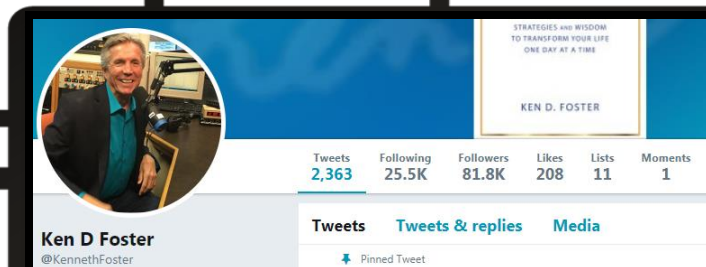 STRATEGIES AND WISDOM
TO TRANSFORM YOUR LIFE
ONE DAY AT A TIME
KEN D. FOSTER
Tweets Following Followers Likes Lists Moments
2,363 25.5K 81.8K 208 11 1
Tweets Tweets & replies Media
Ken D Foster
@KennethFoster
Pinned Tweet